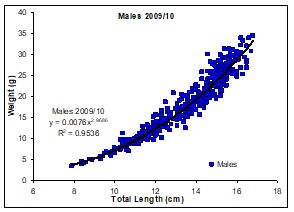 Males 2009/10
40
35
30
25
20
15
10
5
0
Weight (g)
Males 2009/10
y = 0.0076x
R² = 0.9536
Males
6 8 10 12 14 16 18
Total Length (cm)